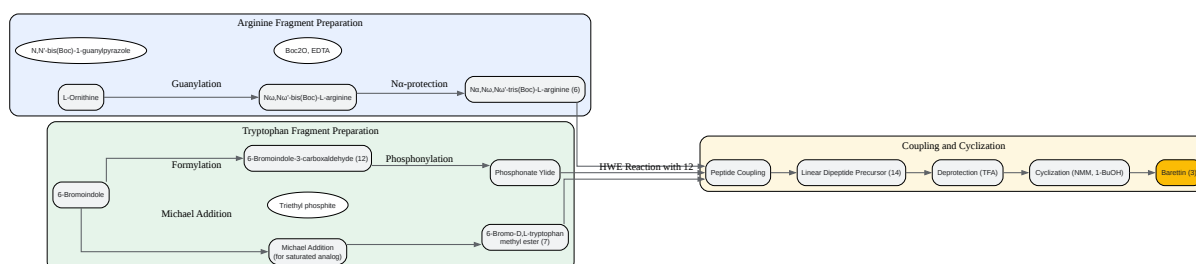 Arginine Fragment Preparation
N,N'-bis(Boc)-1-guanylpyrazole
Boc2O, EDTA
Guanylation
Nα-protection
L-Ornithine
Nω,Nω'-bis(Boc)-L-arginine
Nα,Nω,Nω'-tris(Boc)-L-arginine (6)
Tryptophan Fragment Preparation
Formylation
6-Bromoindole-3-carboxaldehyde (12)
Phosphonylation
Phosphonate Ylide
6-Bromoindole
Michael Addition
Triethyl phosphite
Michael Addition
(for saturated analog)
6-Bromo-D,L-tryptophan
methyl ester (7)
HWE Reaction with 12
Coupling and Cyclization
Peptide Coupling
Linear Dipeptide Precursor (14)
Deprotection (TFA)
Cyclization (NMM, 1-BuOH)
Barettin (3)